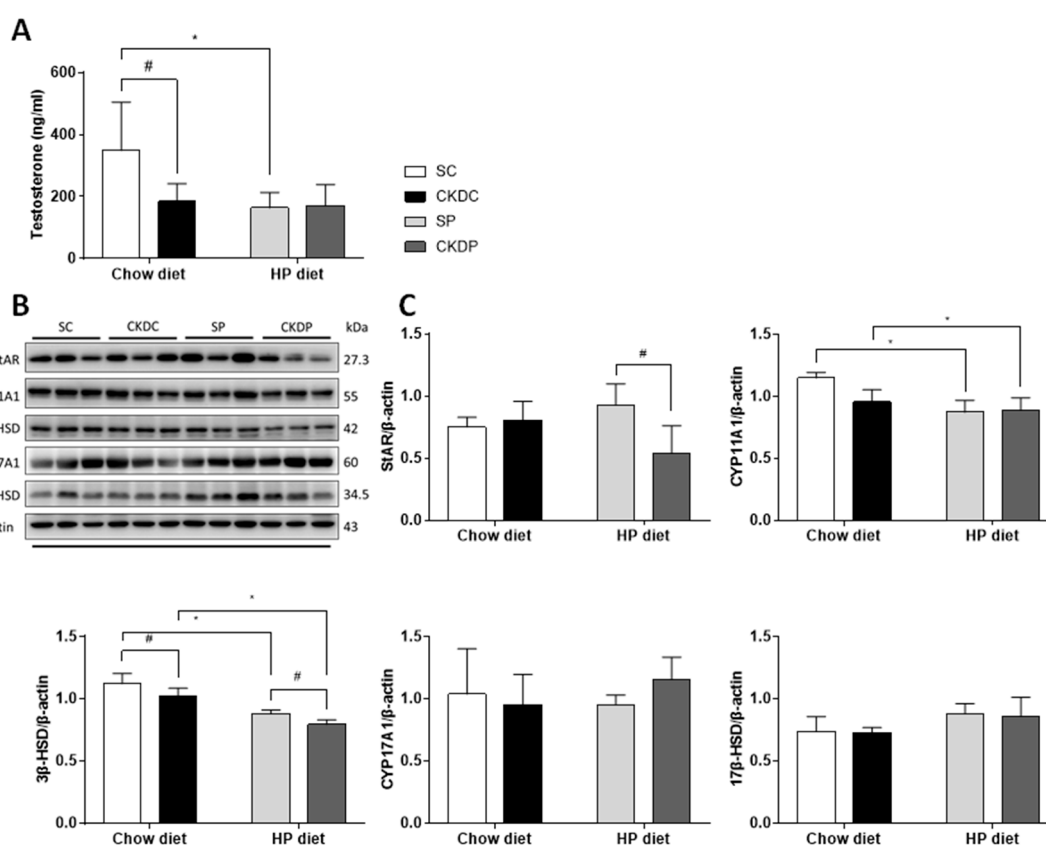 A
*
#
600
400
200
0
Testosterone (ng/ml)
Chow diet
HP diet
SC
CKDC
SP
CKDP
B
SC CKDC SP CKDP kDa
tAR 27.3
1A1 55
HSD 42
7A1 60
HSD 34.5
tin 43
C
1.5
1.0
0.5
0.0
StAR/β-actin
#
Chow diet
HP diet
1.5
1.0
0.5
0.0
CYP11A1/β-actin
*
*
Chow diet
HP diet
1.5
1.0
0.5
0.0
3β-HSD/β-actin
*
*
#
#
Chow diet
HP diet
1.5
1.0
0.5
0.0
CYP17A1/β-actin
Chow diet
HP diet
1.5
1.0
0.5
0.0
17β-HSD/β-actin
Chow diet
HP diet